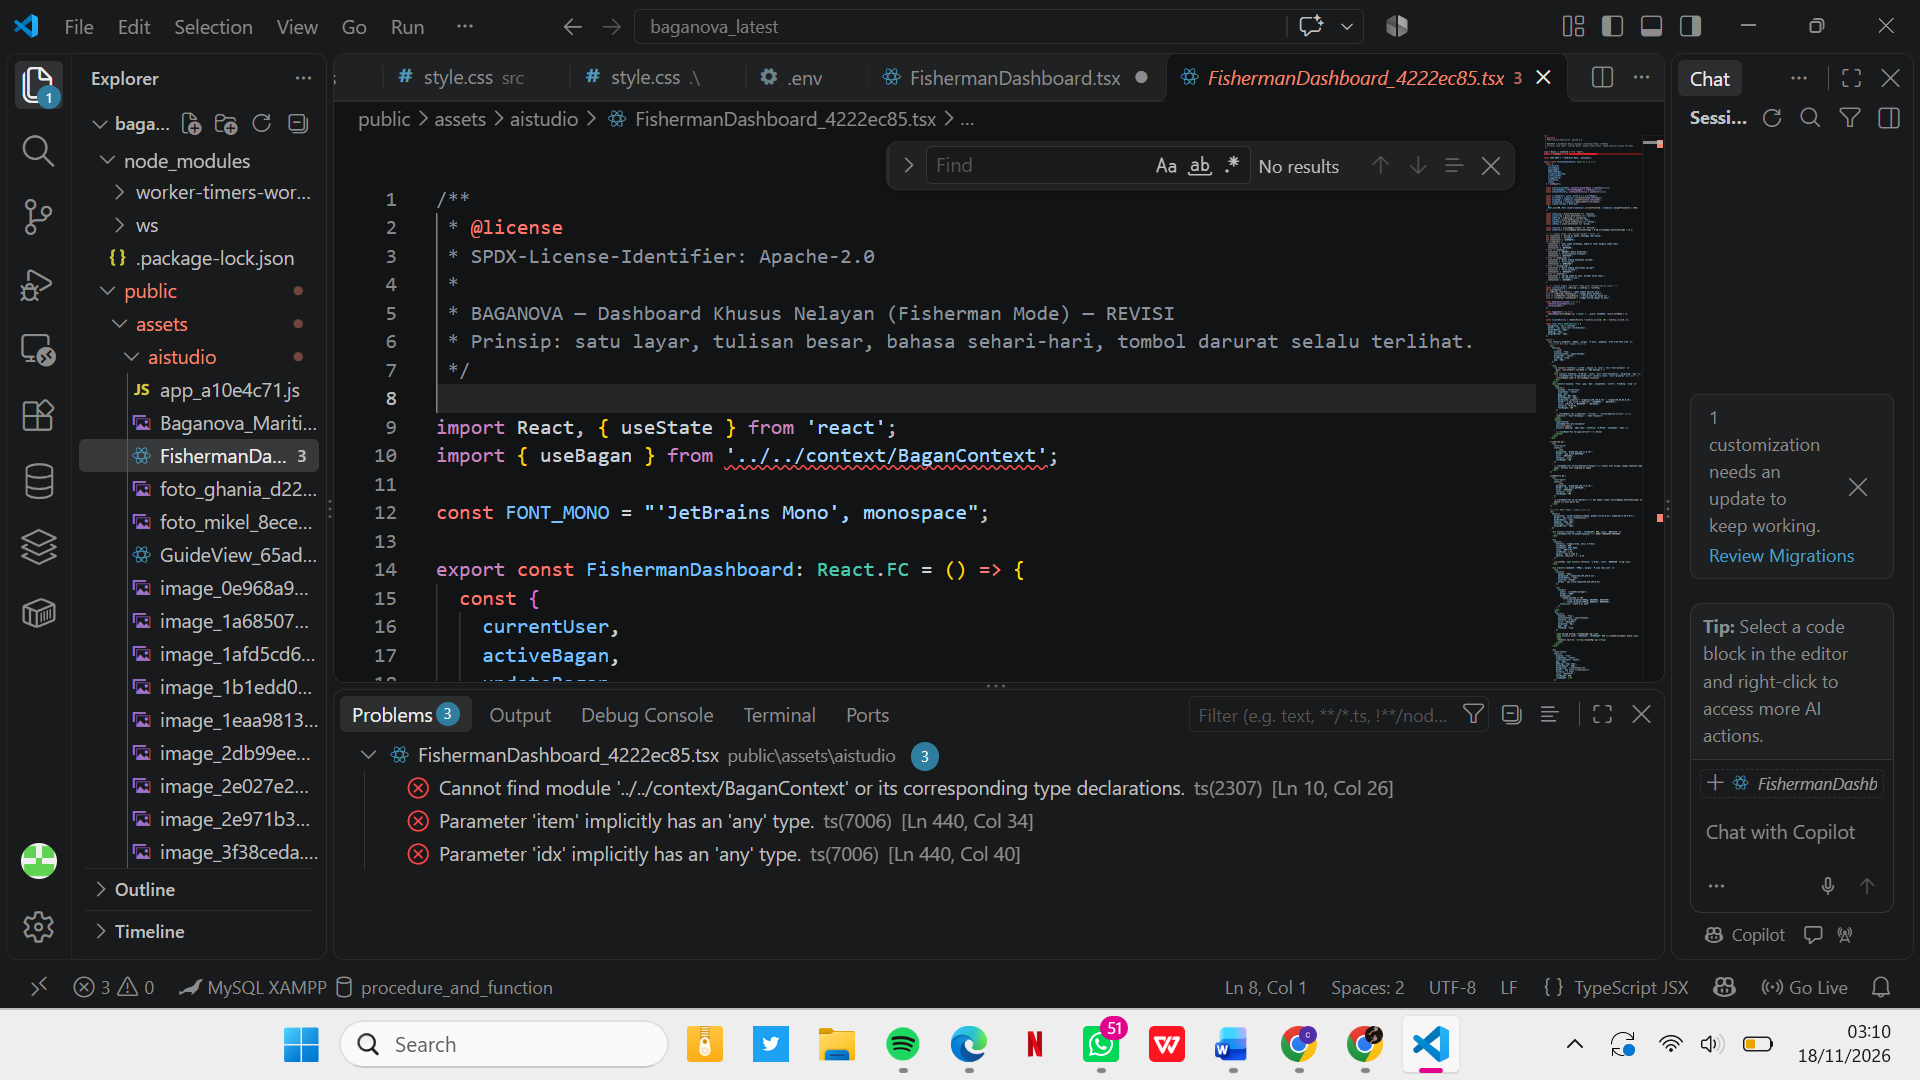 File Edit Selection View Go Run ···
baganova_latest
Explorer
baga...
node_modules
worker-timers-wor...
ws
{} .package-lock.json
public
assets
aistudio
JS app_a10e4c71.js
Baganova_Mariti...
FishermanDa... 3
foto_ghania_d22...
foto_mikel_8ece...
GuideView_65ad...
image_0e968a9...
image_1a68507...
image_1afd5cd6...
image_1b1edd0...
image_1eaa9813...
image_2db99ee...
image_2e027e2...
image_2e971b3...
image_3f38ceda....
Outline
Timeline
1
# style.css src
# style.css .\
.env
FishermanDashboard.tsx
FishermanDashboard_4222ec85.tsx 3
public > assets > aistudio > FishermanDashboard_4222ec85.tsx > ...
Find Aa ab .* No results
1 /**
2 * @license
3 * SPDX-License-Identifier: Apache-2.0
4 *
5 * BAGANOVA — Dashboard Khusus Nelayan (Fisherman Mode) — REVISI
6 * Prinsip: satu layar, tulisan besar, bahasa sehari-hari, tombol darurat selalu terlihat.
7 */
8
9 import React, { useState } from 'react';
10 import { useBagan } from '../../context/BaganContext';
11
12 const FONT_MONO = "'JetBrains Mono', monospace";
13
14 export const FishermanDashboard: React.FC = () => {
15 const {
16 currentUser,
17 activeBagan,
Problems 3 Output Debug Console Terminal Ports
Filter (e.g. text, **/*.ts, !**/nod...
FishermanDashboard_4222ec85.tsx public\assets\aistudio 3
Cannot find module '../../context/BaganContext' or its corresponding type declarations. ts(2307) [Ln 10, Col 26]
Parameter 'item' implicitly has an 'any' type. ts(7006) [Ln 440, Col 34]
Parameter 'idx' implicitly has an 'any' type. ts(7006) [Ln 440, Col 40]
Chat
Sessi...
1
customization
needs an
update to
keep working.
Review Migrations
Tip: Select a code
block in the editor
and right-click to
access more AI
actions.
FishermanDashb
Chat with Copilot
Copilot
3 0 MySQL XAMPP procedure_and_function
Ln 8, Col 1 Spaces: 2 UTF-8 LF {} TypeScript JSX Go Live
Search
51
03:10
18/11/2026